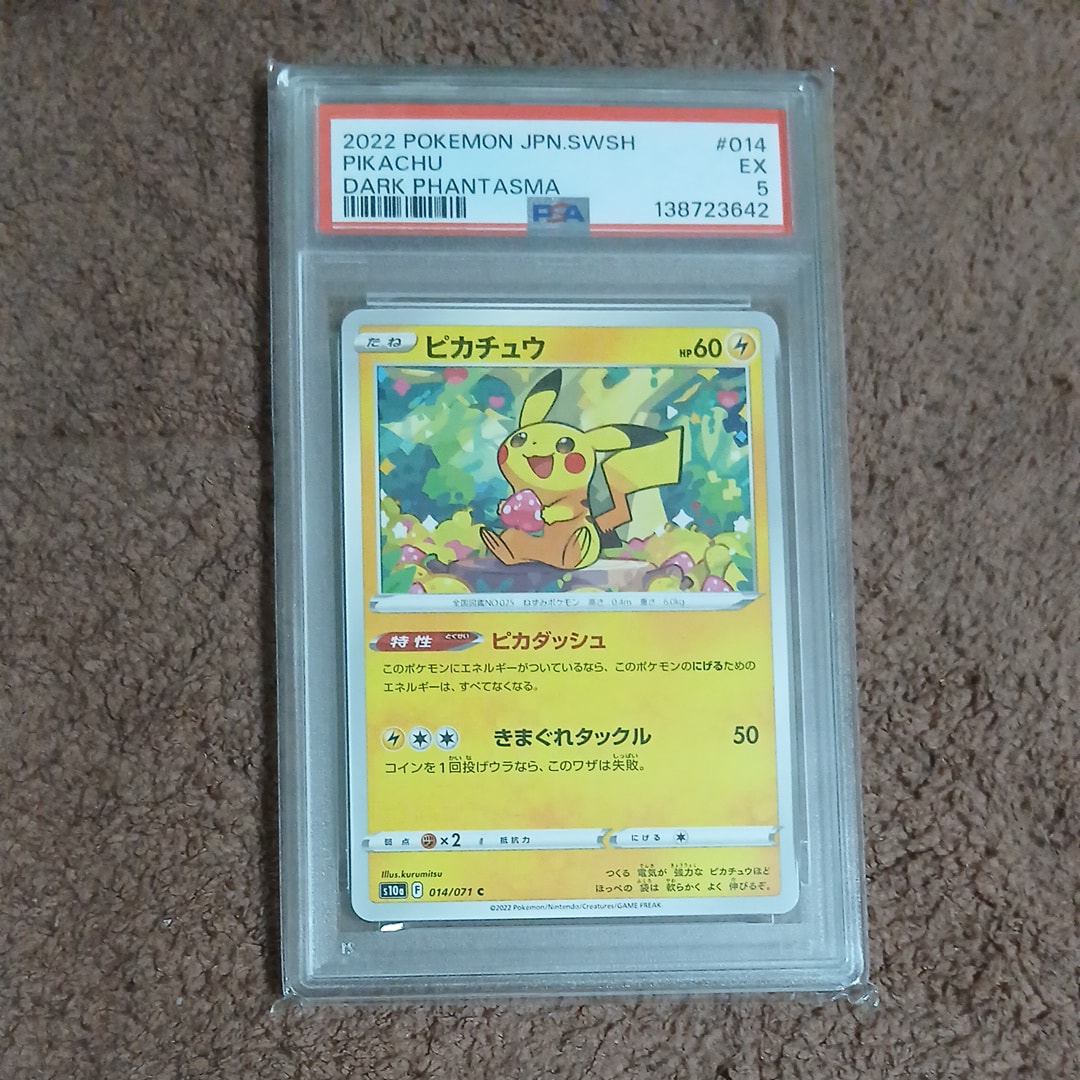 2022 POKEMON JPN.SWSH #014
PIKACHU EX
DARK PHANTASMA 5
PSA 138723642
たね ピカチュウ HP60
全国図鑑NO.025 ねずみポケモン 高さ 0.4m 重さ 6.0kg
特性 とくせい ピカダッシュ
このポケモンにエネルギーがついているなら、このポケモンのにげるための
エネルギーは、すべてなくなる。
きまぐれタックル 50
コインを1回投げウラなら、このワザは失敗。
弱点 ×2 抵抗力 にげる
Illus.kurumitsu
つくる 電気が 強力な ピカチュウほど
ほっぺの 袋は 軟らかく よく 伸びるぞ。
s10a F 014/071 C
©2022 Pokémon/Nintendo/Creatures/GAME FREAK.